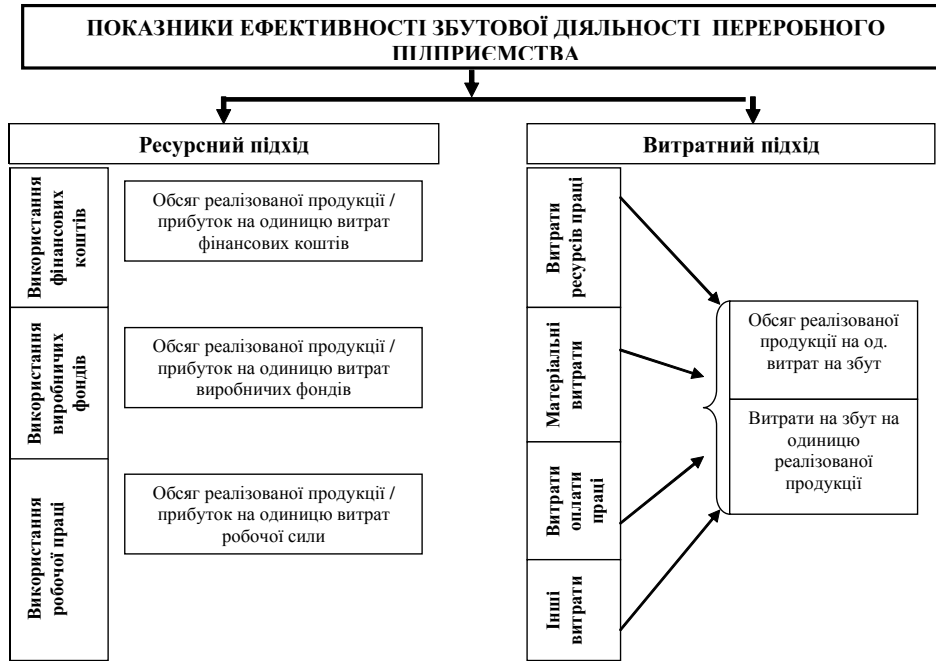 ПОКАЗНИКИ ЕФЕКТИВНОСТІ ЗБУТОВОЇ ДІЯЛЬНОСТІ ПЕРЕРОБНОГО
ПІДПРИЄМСТВА
Ресурсний підхід
Використання
фінансових
коштів
Обсяг реалізованої продукції /
прибуток на одиницю витрат
фінансових коштів
Використання
виробничих
фондів
Обсяг реалізованої продукції /
прибуток на одиницю витрат
виробничих фондів
Використання
робочої праці
Обсяг реалізованої продукції /
прибуток на одиницю витрат
робочої сили
Витратний підхід
Витрати
ресурсів праці
Матеріальні
витрати
Витрати
оплати
праці
Інші
витрати
Обсяг реалізованої
продукції на од.
витрат на збут
Витрати на збут на
одиницю
реалізованої
продукції